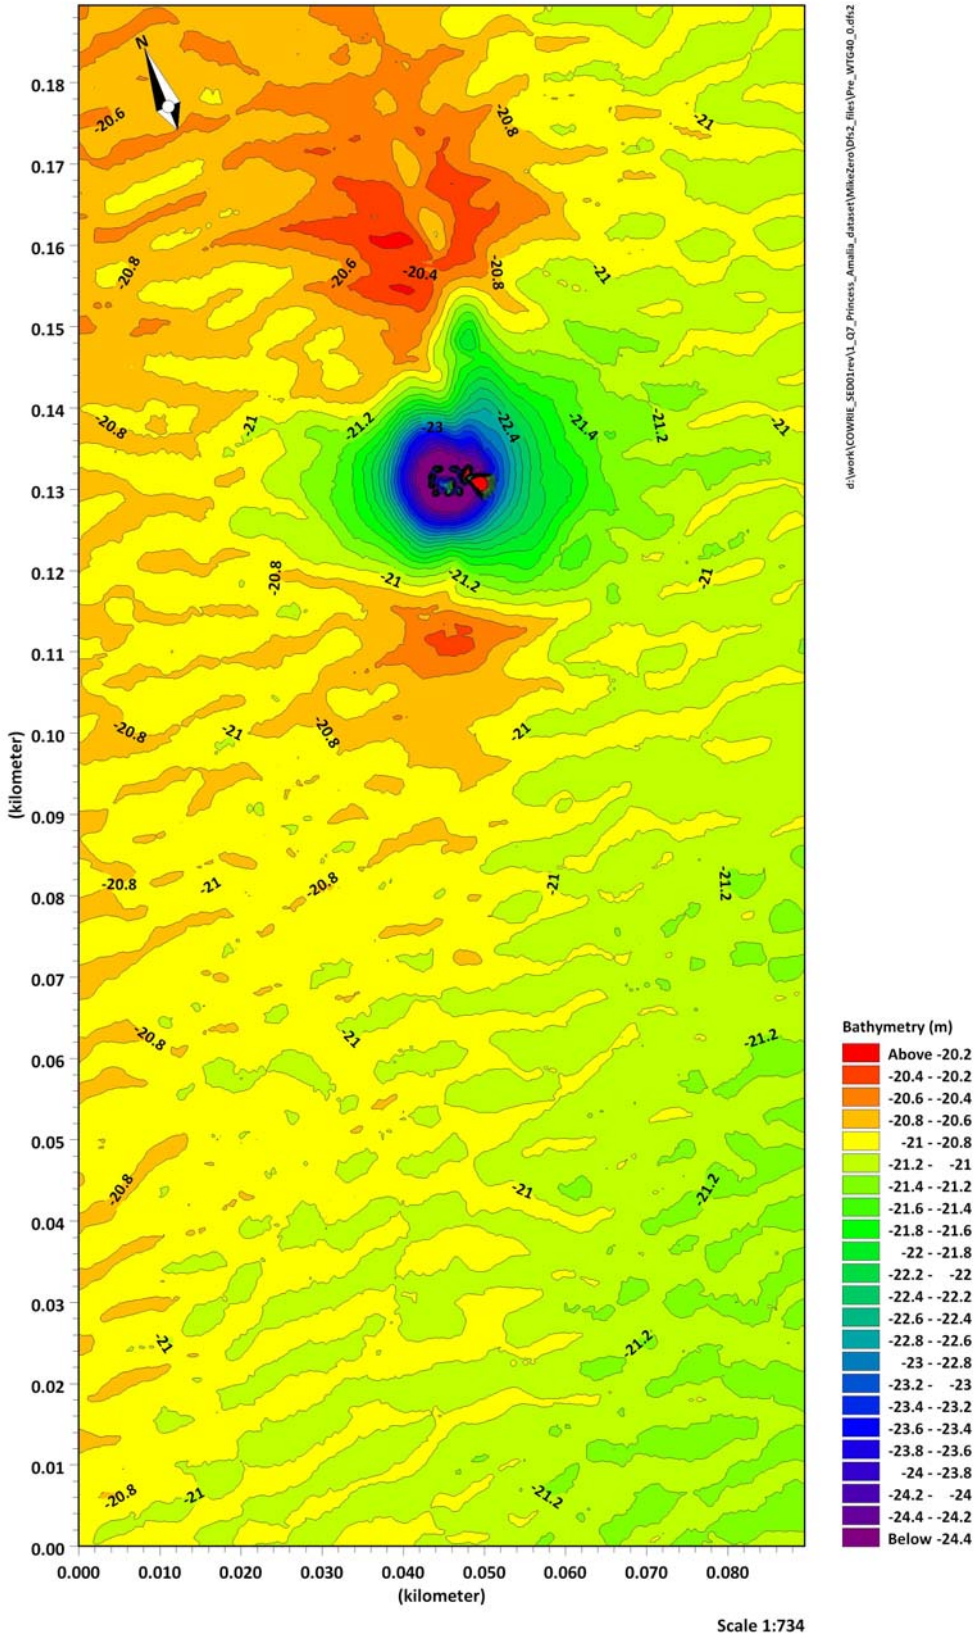 d:\work\COWRIE_SED01rev\1_Q7_Princess_Amalia_dataset\MikeZero\Dfs2_files\Pre_WTG40_0.dfs2
N
0.18
-20.6
-20.8
-21
0.17
0.16
-20.8
-20.6
-20.4
-20.8
-21
0.15
0.14
-20.8
-21
-21.2
-23
-22.4
-21.4
-21.2
-21
0.13
0.12
-20.8
-21
-21.2
-21
0.11
0.10
-20.8
-21
-20.8
-21
(kilometer)
0.09
0.08
-20.8
-21
-20.8
-21
-21.2
0.07
0.06
-20.8
-21
-21.2
0.05
-20.8
-21
-21.2
0.04
0.03
-21
-21.2
0.02
0.01
-20.8
-21
-21.2
0.00
0.000 0.010 0.020 0.030 0.040 0.050 0.060 0.070 0.080
(kilometer)
Scale 1:734
Bathymetry (m)
Above -20.2
-20.4 - -20.2
-20.6 - -20.4
-20.8 - -20.6
-21 - -20.8
-21.2 - -21
-21.4 - -21.2
-21.6 - -21.4
-21.8 - -21.6
-22 - -21.8
-22.2 - -22
-22.4 - -22.2
-22.6 - -22.4
-22.8 - -22.6
-23 - -22.8
-23.2 - -23
-23.4 - -23.2
-23.6 - -23.4
-23.8 - -23.6
-24 - -23.8
-24.2 - -24
-24.4 - -24.2
Below -24.4